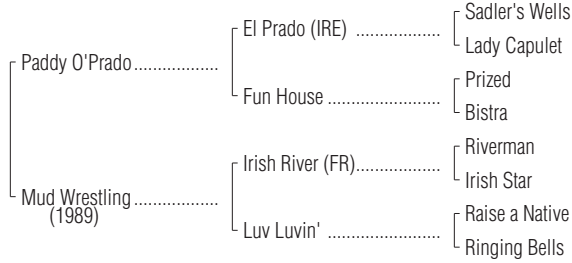 Sadler's Wells
El Prado (IRE) ..................
Lady Capulet
Paddy O'Prado..................
Prized
Fun House ........................
Bistra
Riverman
Irish River (FR)..................
Irish Star
Mud Wrestling..................
(1989)
Raise a Native
Luv Luvin' ........................
Ringing Bells